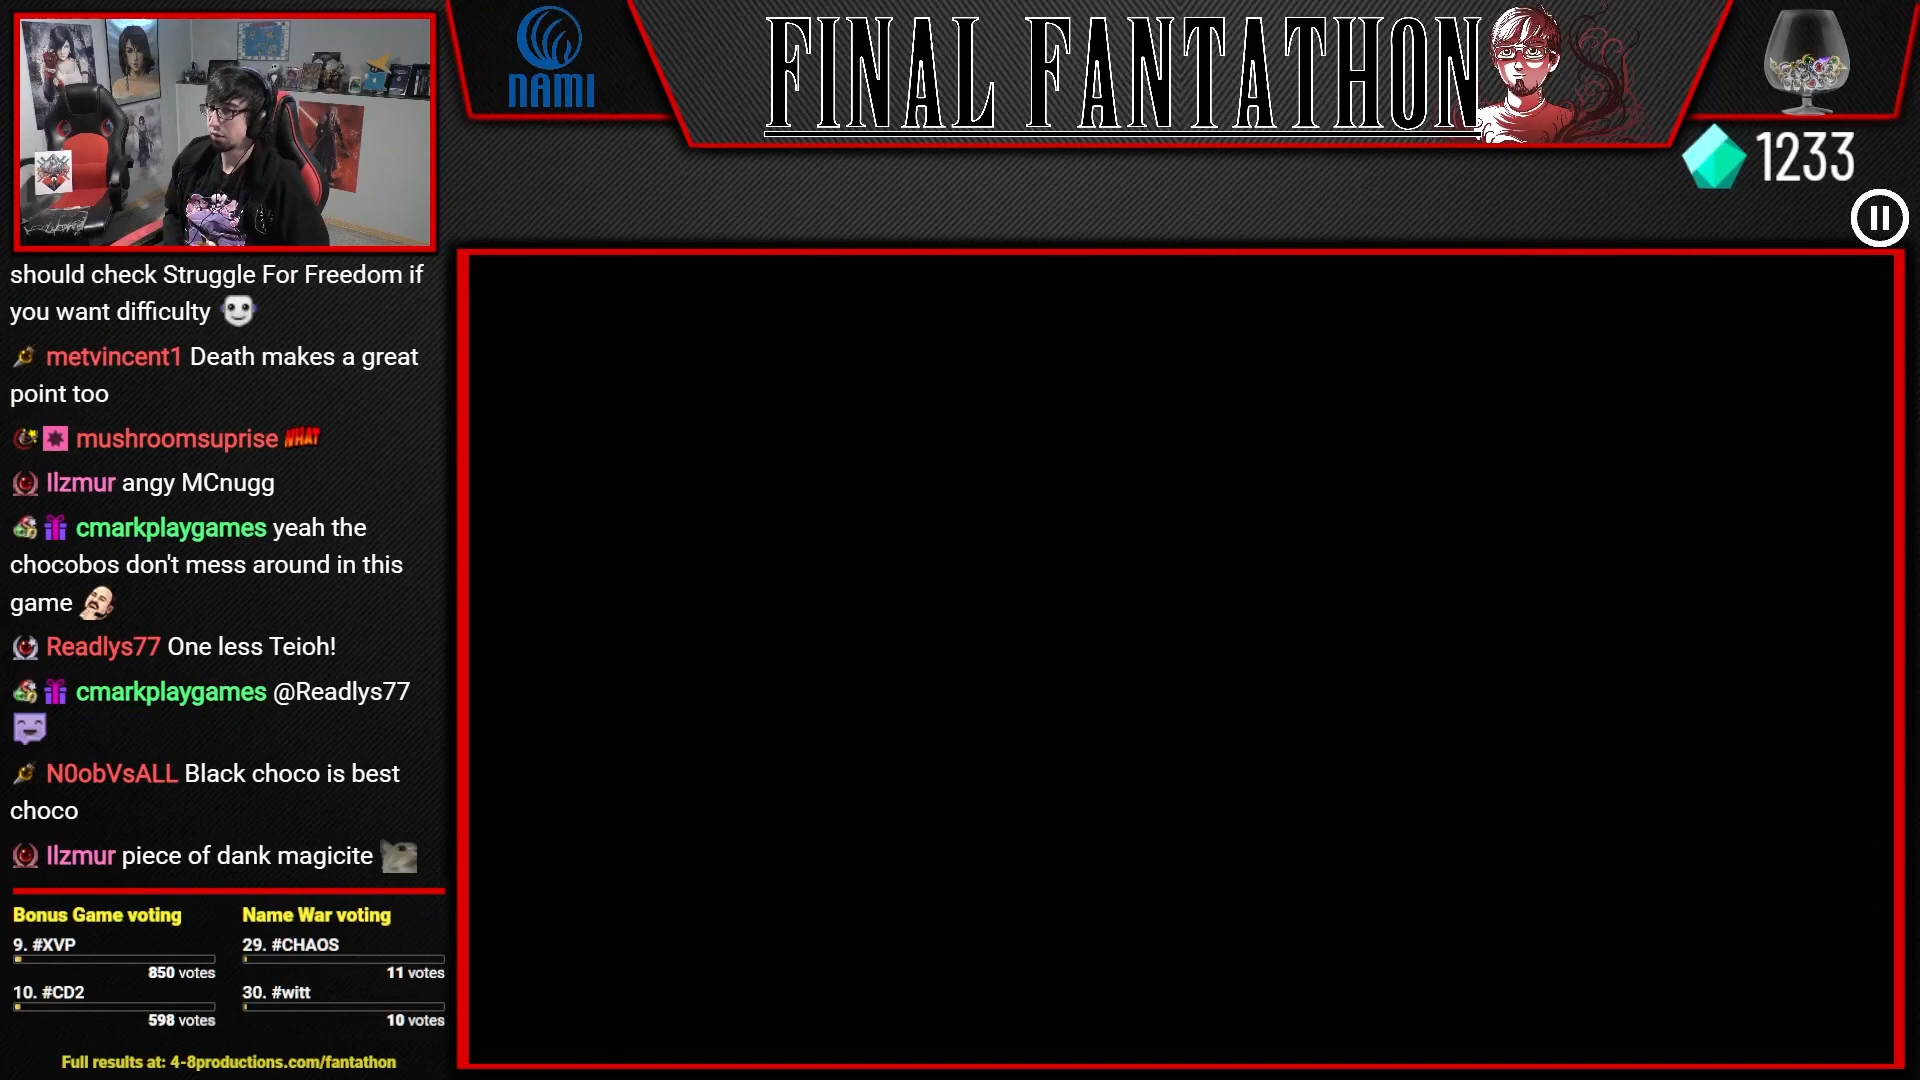 NAMI
FINAL FANTATHON
1233
should check Struggle For Freedom if
you want difficulty
metvincent1 Death makes a great
point too
mushroomsuprise WHAT
Ilzmur angy MCnugg
cmarkplaygames yeah the
chocobos don't mess around in this
game
Readlys77 One less Teioh!
cmarkplaygames @Readlys77
N0obVsALL Black choco is best
choco
Ilzmur piece of dank magicite
Bonus Game voting
9. #XVP
850 votes
10. #CD2
598 votes
Name War voting
29. #CHAOS
11 votes
30. #witt
10 votes
Full results at: 4-8productions.com/fantathon